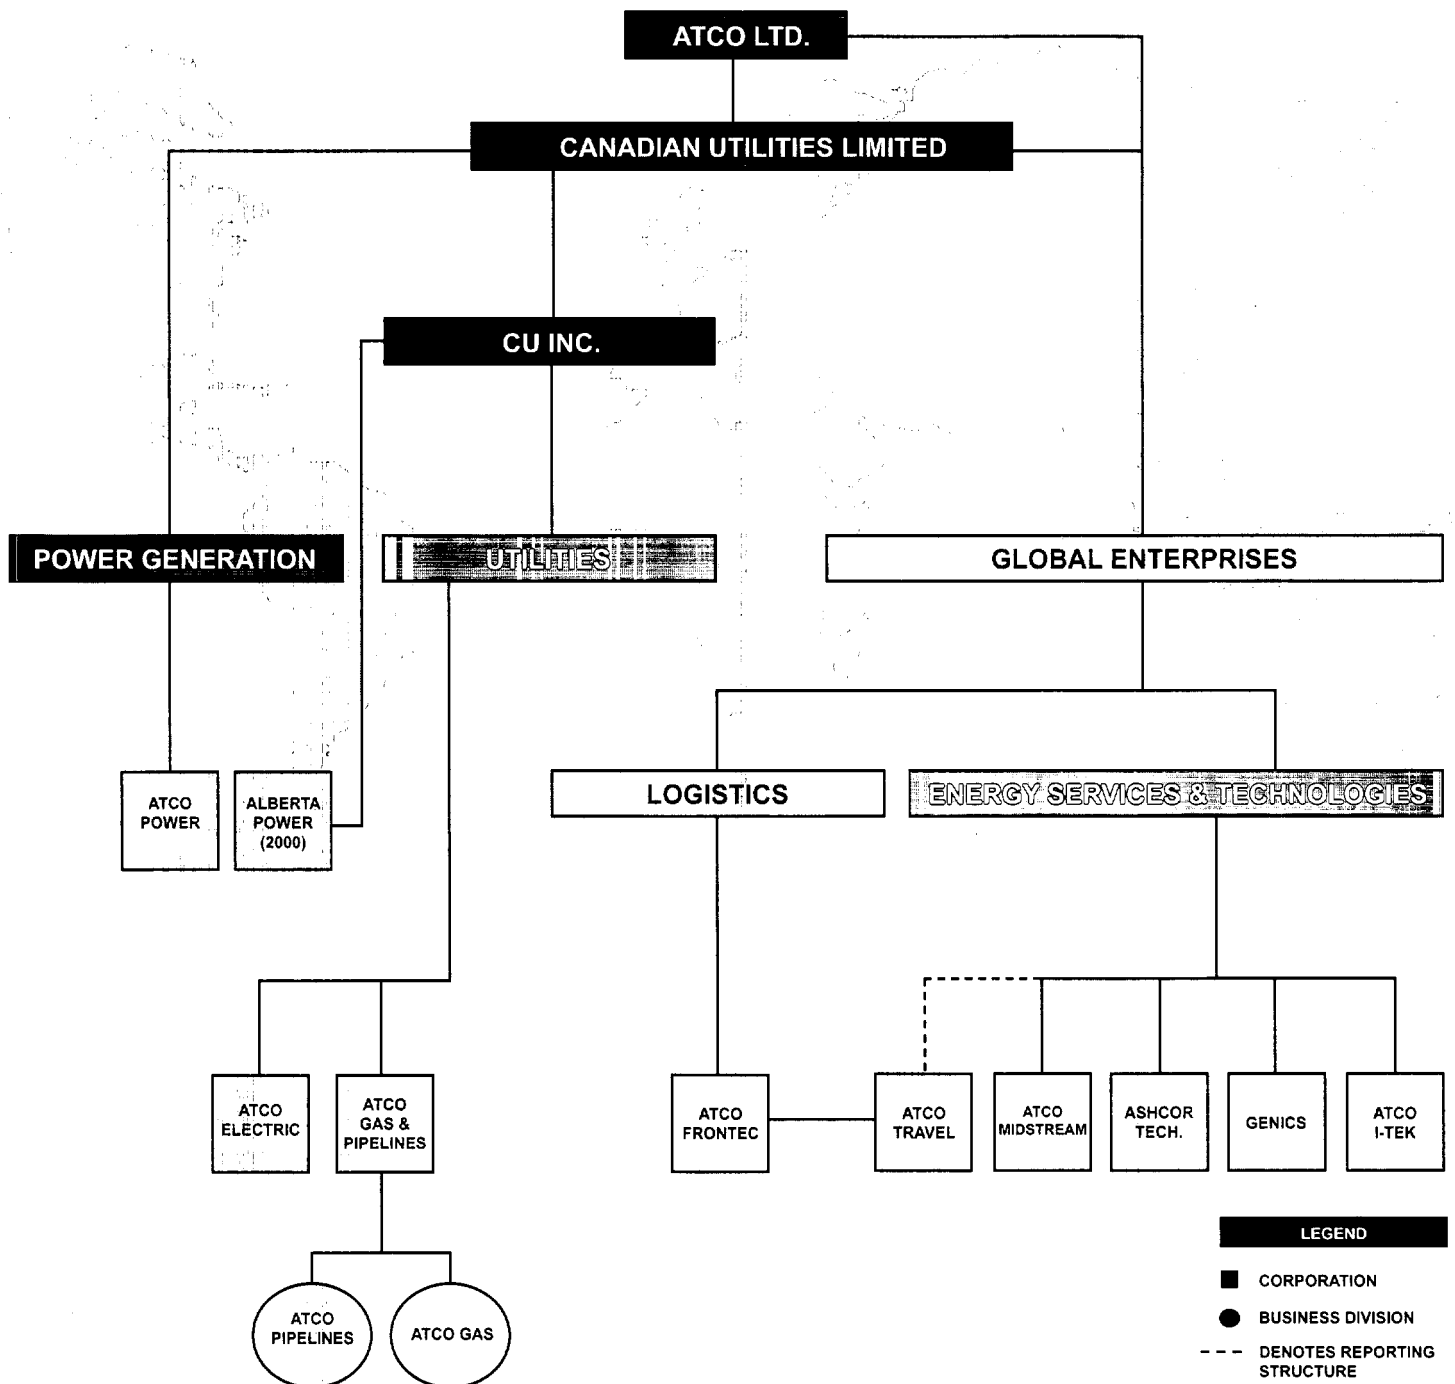 ATCO LTD.
CANADIAN UTILITIES LIMITED
CU INC.
POWER GENERATION
UTILITIES
GLOBAL ENTERPRISES
LOGISTICS
ENERGY SERVICES & TECHNOLOGIES
ATCO
POWER
ALBERTA
POWER
(2000)
ATCO
ELECTRIC
ATCO
GAS &
PIPELINES
ATCO
FRONTEC
ATCO
TRAVEL
ATCO
MIDSTREAM
ASHCOR
TECH.
GENICS
ATCO
I-TEK
ATCO
PIPELINES
ATCO GAS
LEGEND
CORPORATION
BUSINESS DIVISION
DENOTES REPORTING
STRUCTURE